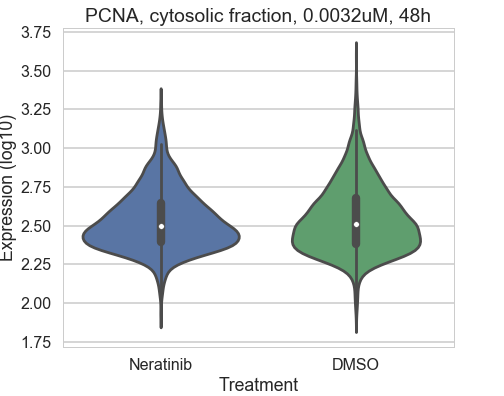 PCNA, cytosolic fraction, 0.0032uM, 48h
Expression (log10)
3.75
3.50
3.25
3.00
2.75
2.50
2.25
2.00
1.75
Neratinib
DMSO
Treatment